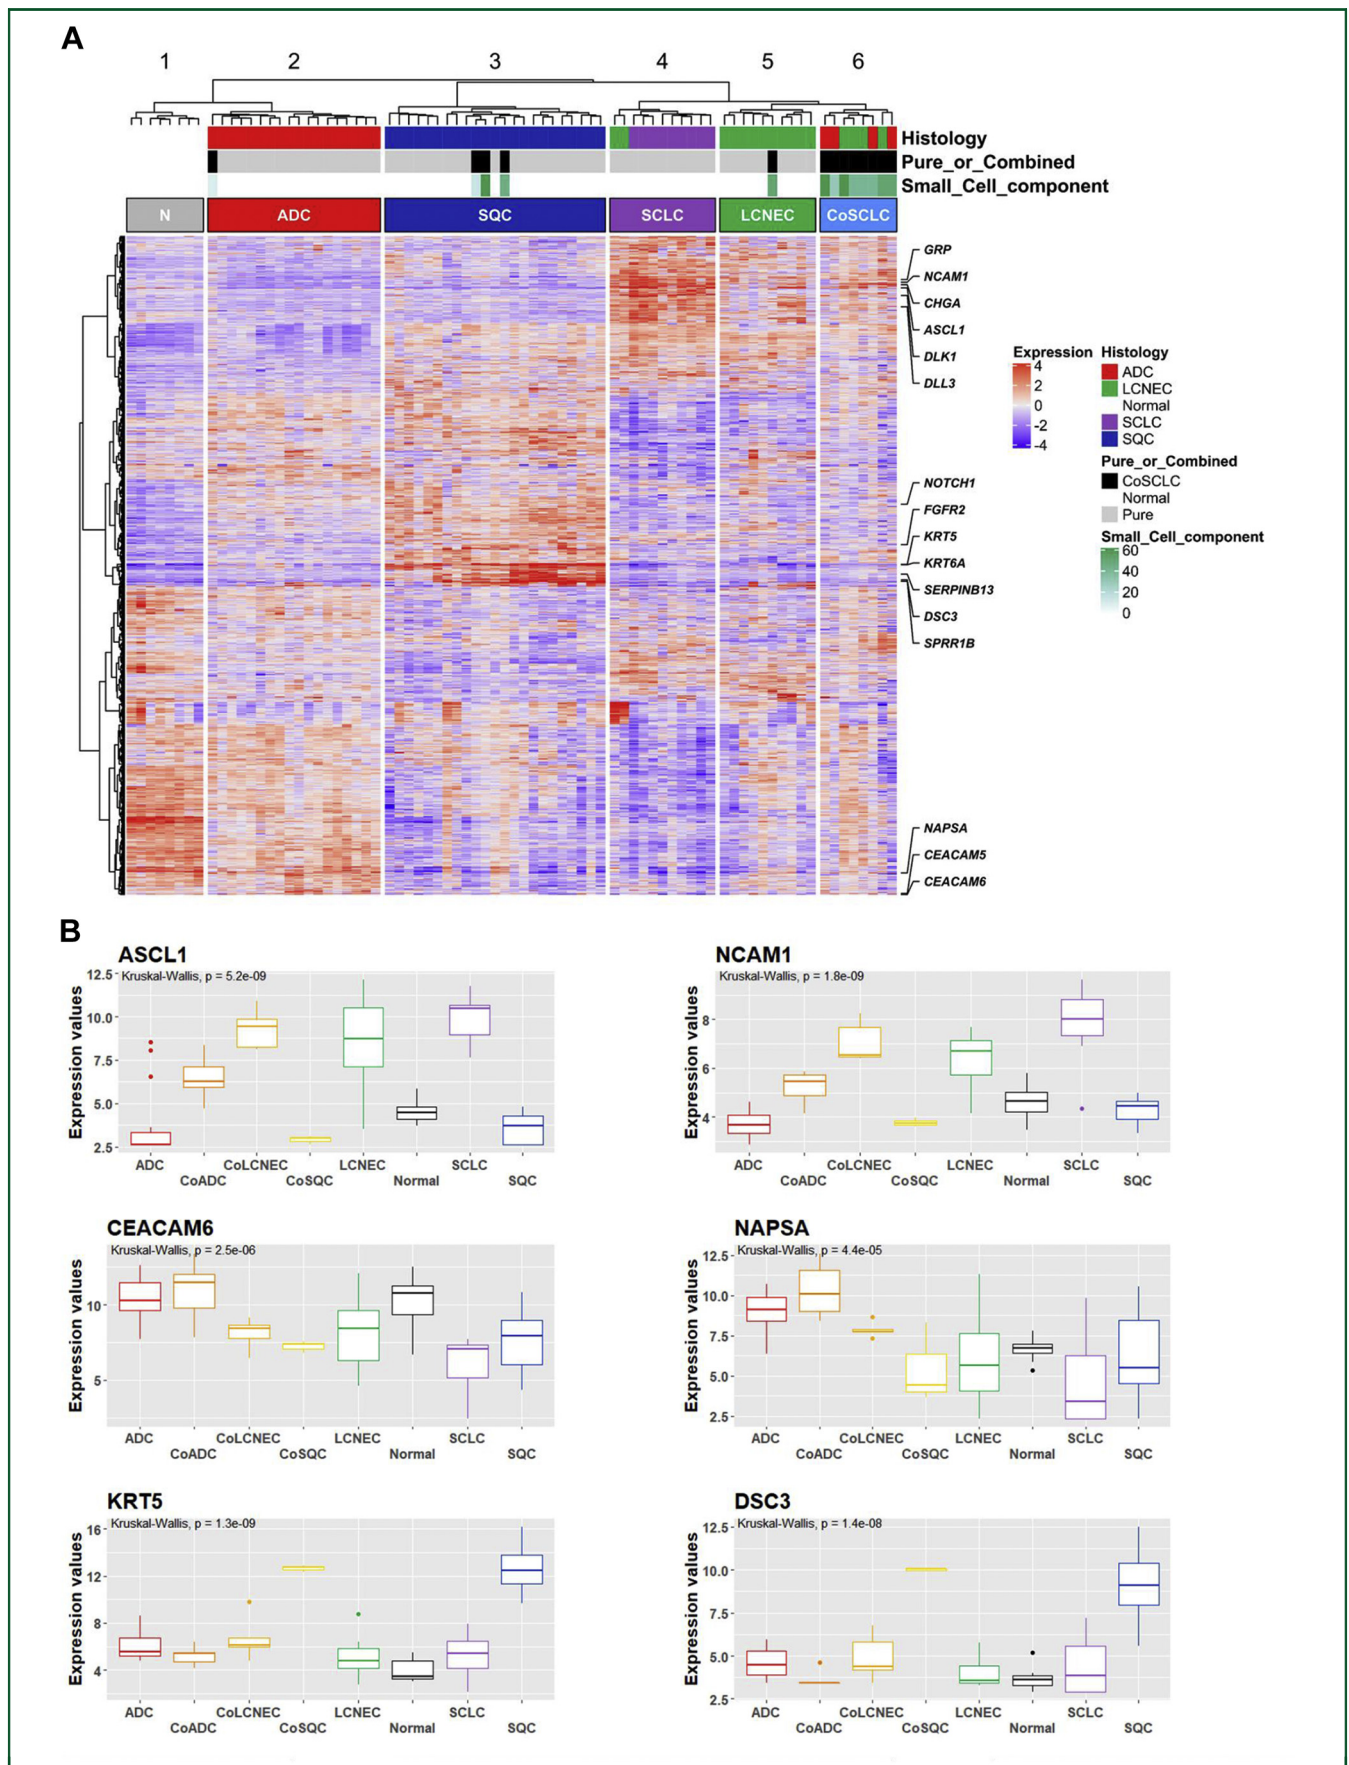 A
1 2 3 4 5 6
Histology
Pure_or_Combined
Small_Cell_component
N ADC SQC SCLC LCNEC CoSCLC
GRP
NCAM1
CHGA
ASCL1
DLK1
DLL3
NOTCH1
FGFR2
KRT5
KRT6A
SERPINB13
DSC3
SPRR1B
NAPSA
CEACAM5
CEACAM6
Expression
4
2
0
-2
-4
Histology
ADC
LCNEC
Normal
SCLC
SQC
Pure_or_Combined
CoSCLC
Normal
Pure
Small_Cell_component
60
40
20
0
B
ASCL1
Kruskal-Wallis, p = 5.2e-09
Expression values
12.5
10.0
7.5
5.0
2.5
ADC CoLCNEC LCNEC SCLC
CoADC CoSQC Normal SQC
NCAM1
Kruskal-Wallis, p = 1.8e-09
Expression values
8
6
4
ADC CoLCNEC LCNEC SCLC
CoADC CoSQC Normal SQC
CEACAM6
Kruskal-Wallis, p = 2.5e-06
Expression values
10
5
ADC CoLCNEC LCNEC SCLC
CoADC CoSQC Normal SQC
NAPSA
Kruskal-Wallis, p = 4.4e-05
Expression values
12.5
10.0
7.5
5.0
2.5
ADC CoLCNEC LCNEC SCLC
CoADC CoSQC Normal SQC
KRT5
Kruskal-Wallis, p = 1.3e-09
Expression values
16
12
8
4
ADC CoLCNEC LCNEC SCLC
CoADC CoSQC Normal SQC
DSC3
Kruskal-Wallis, p = 1.4e-08
Expression values
12.5
10.0
7.5
5.0
2.5
ADC CoLCNEC LCNEC SCLC
CoADC CoSQC Normal SQC